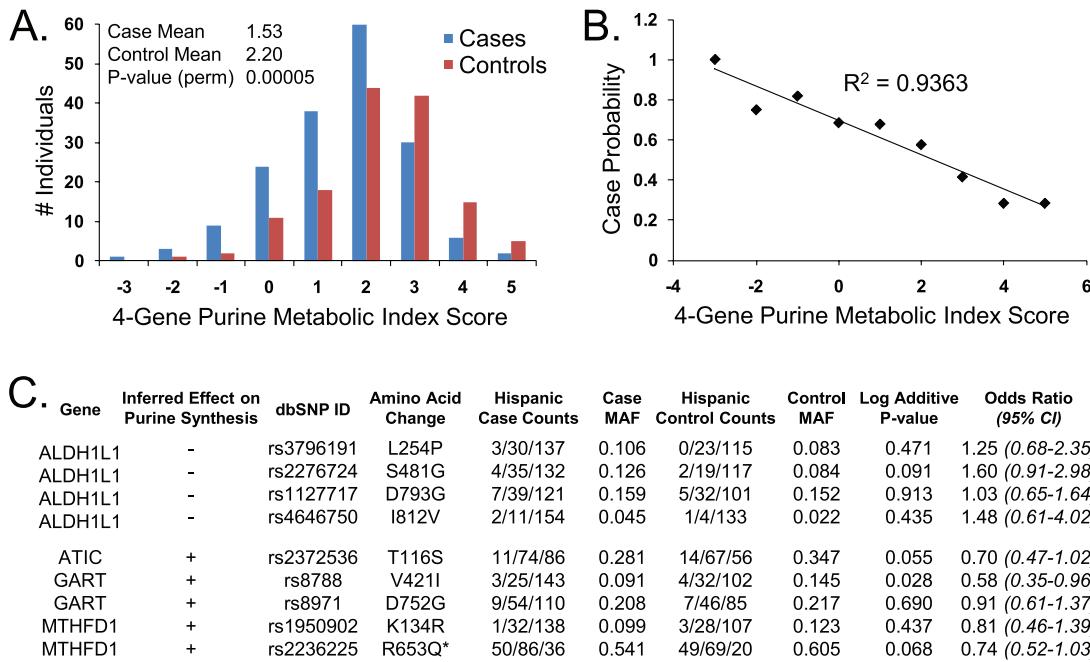 A.
Case Mean 1.53
Control Mean 2.20
P-value (perm) 0.00005
Cases
Controls
# Individuals
60
50
40
30
20
10
0
-3 -2 -1 0 1 2 3 4 5
4-Gene Purine Metabolic Index Score
B.
R² = 0.9363
Case Probability
1.2
1
0.8
0.6
0.4
0.2
0
-4 -2 0 2 4 6
4-Gene Purine Metabolic Index Score
C.
Gene Inferred Effect on Purine Synthesis dbSNP ID Amino Acid Change Hispanic Case Counts Case MAF Hispanic Control Counts Control MAF Log Additive P-value Odds Ratio (95% CI)
ALDH1L1 - rs3796191 L254P 3/30/137 0.106 0/23/115 0.083 0.471 1.25 (0.68-2.35
ALDH1L1 - rs2276724 S481G 4/35/132 0.126 2/19/117 0.084 0.091 1.60 (0.91-2.98
ALDH1L1 - rs1127717 D793G 7/39/121 0.159 5/32/101 0.152 0.913 1.03 (0.65-1.64
ALDH1L1 - rs4646750 I812V 2/11/154 0.045 1/4/133 0.022 0.435 1.48 (0.61-4.02
ATIC + rs2372536 T116S 11/74/86 0.281 14/67/56 0.347 0.055 0.70 (0.47-1.02
GART + rs8788 V421I 3/25/143 0.091 4/32/102 0.145 0.028 0.58 (0.35-0.96
GART + rs8971 D752G 9/54/110 0.208 7/46/85 0.217 0.690 0.91 (0.61-1.37
MTHFD1 + rs1950902 K134R 1/32/138 0.099 3/28/107 0.123 0.437 0.81 (0.46-1.39
MTHFD1 + rs2236225 R653Q* 50/86/36 0.541 49/69/20 0.605 0.068 0.74 (0.52-1.03